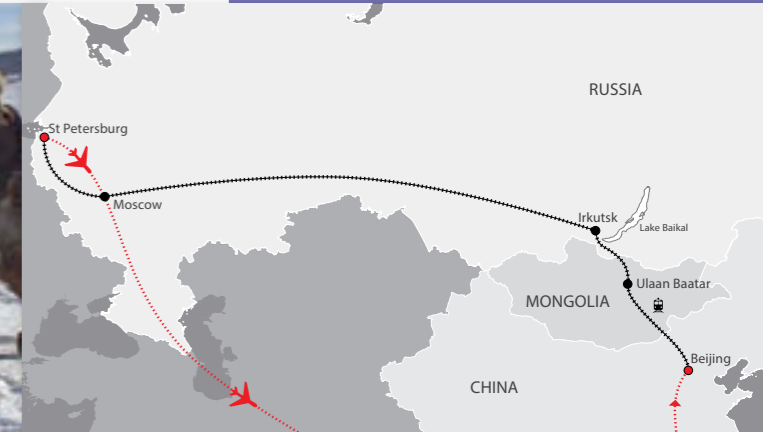 RUSSIA
St Petersburg
Moscow
Irkutsk
Lake Baikal
Ulaan Baatar
MONGOLIA
Beijing
CHINA